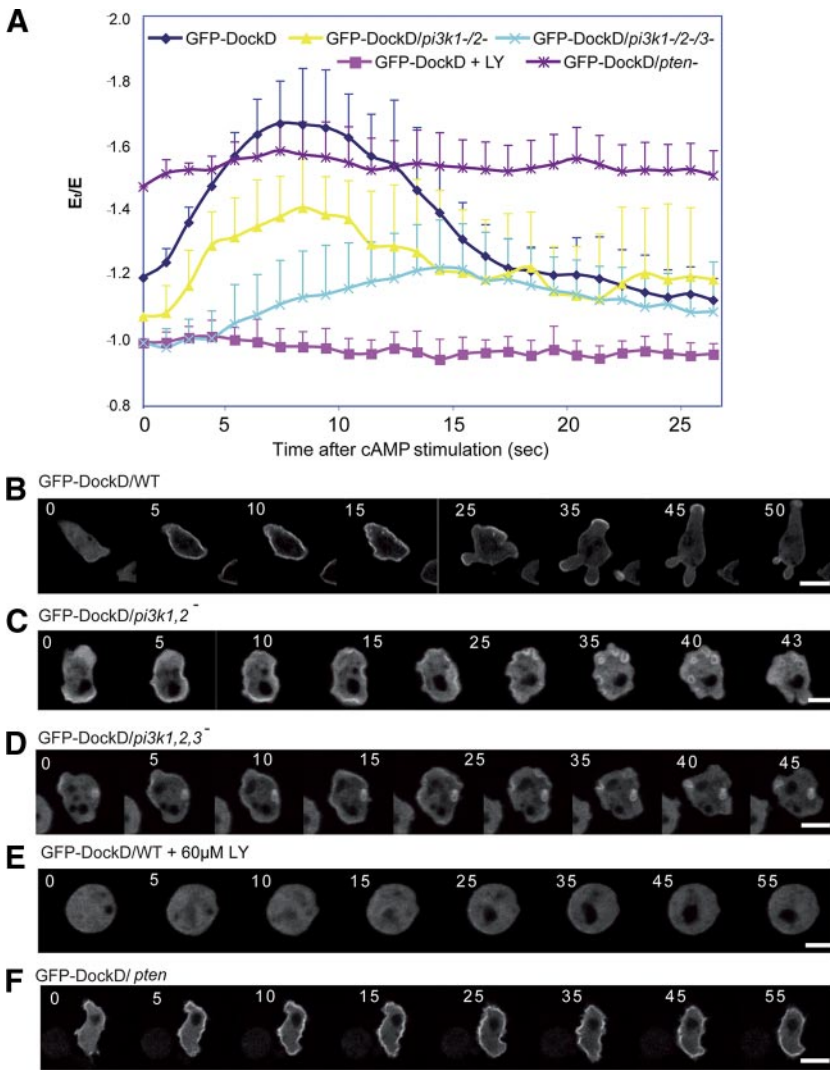 A
2.0
GFP-DockD GFP-DockD/pi3k1-/2- GFP-DockD/pi3k1-/2-/3-
GFP-DockD + LY GFP-DockD/pten-
-1.8
-1.6
-1.4
-1.2
-1.0
-0.8
Et/E
0 5 10 15 20 25
Time after cAMP stimulation (sec)
B GFP-DockD/WT
0 5 10 15 25 35 45 50
C GFP-DockD/pi3k1,2 -
0 5 10 15 25 35 40 43
D GFP-DockD/pi3k1,2,3 -
0 5 10 15 25 35 40 45
E GFP-DockD/WT + 60µM LY
0 5 10 15 25 35 45 55
F GFP-DockD/ pten
0 5 10 15 25 35 45 55